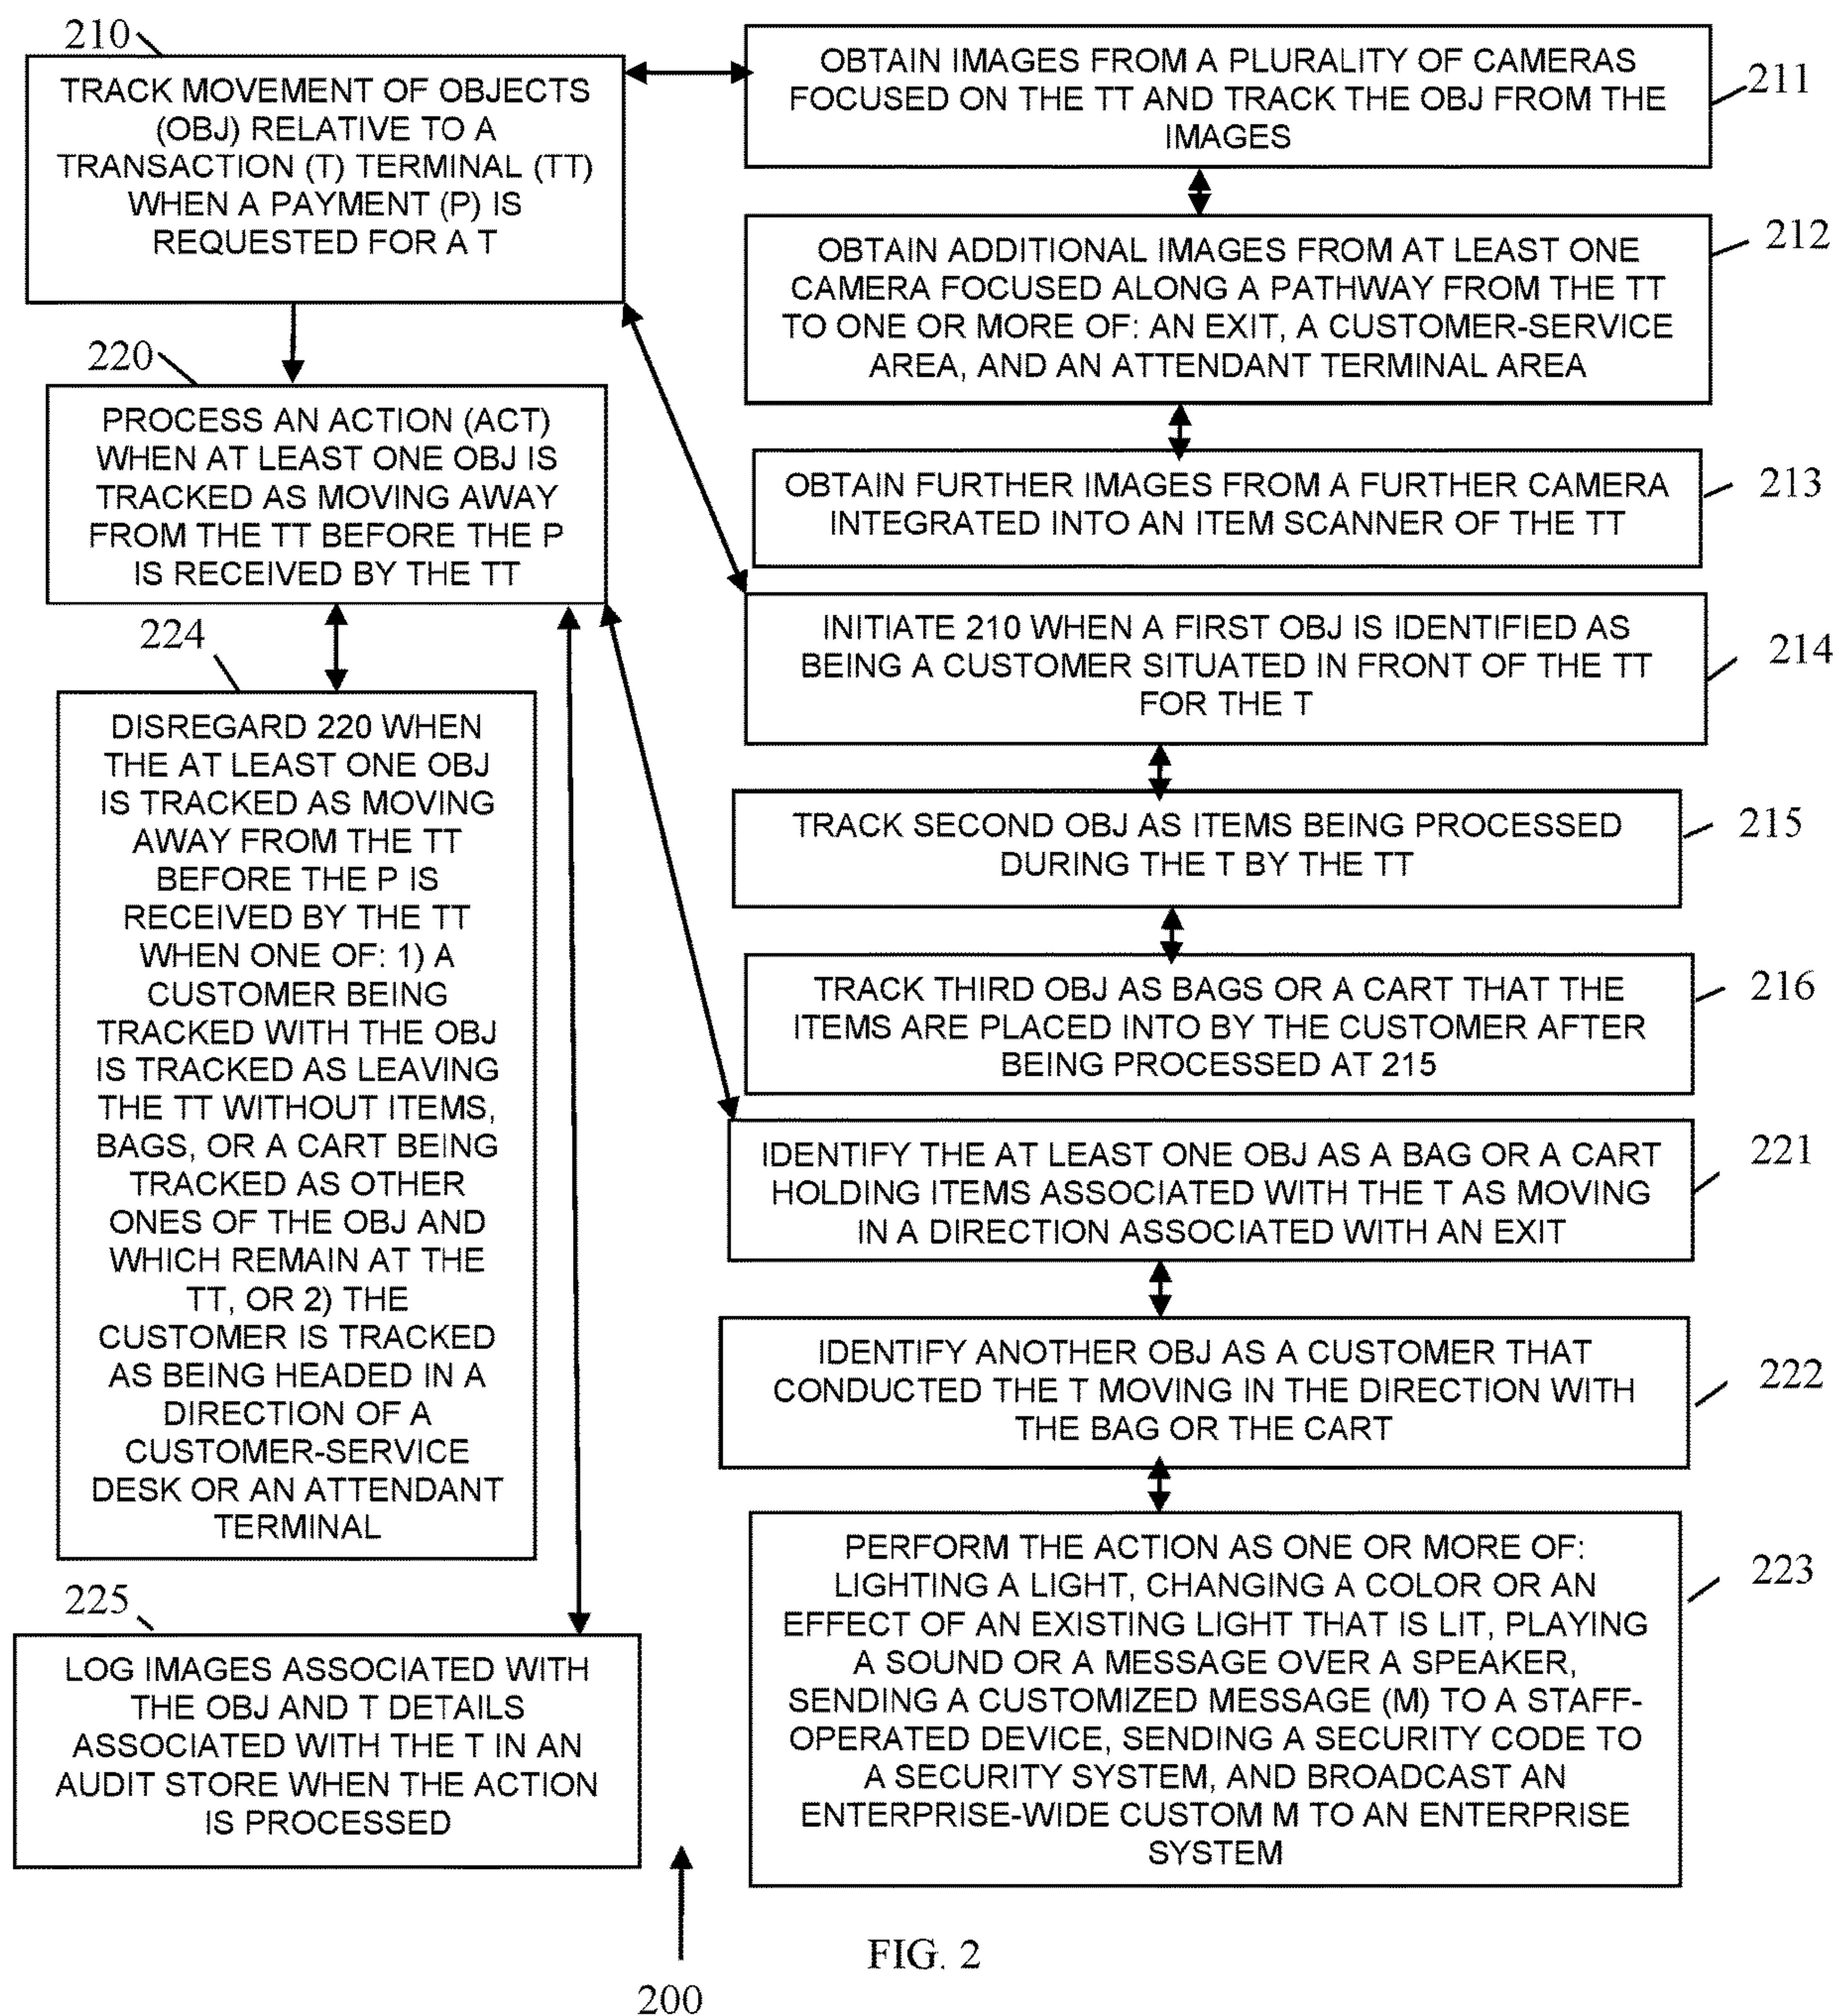 210
TRACK MOVEMENT OF OBJECTS
(OBJ) RELATIVE TO A
TRANSACTION (T) TERMINAL (TT)
WHEN A PAYMENT (P) IS
REQUESTED FOR A T
OBTAIN IMAGES FROM A PLURALITY OF CAMERAS
FOCUSED ON THE TT AND TRACK THE OBJ FROM THE
IMAGES
211
OBTAIN ADDITIONAL IMAGES FROM AT LEAST ONE
CAMERA FOCUSED ALONG A PATHWAY FROM THE TT
TO ONE OR MORE OF: AN EXIT, A CUSTOMER-SERVICE
AREA, AND AN ATTENDANT TERMINAL AREA
212
OBTAIN FURTHER IMAGES FROM A FURTHER CAMERA
INTEGRATED INTO AN ITEM SCANNER OF THE TT
213
INITIATE 210 WHEN A FIRST OBJ IS IDENTIFIED AS
BEING A CUSTOMER SITUATED IN FRONT OF THE TT
FOR THE T
214
TRACK SECOND OBJ AS ITEMS BEING PROCESSED
DURING THE T BY THE TT
215
TRACK THIRD OBJ AS BAGS OR A CART THAT THE
ITEMS ARE PLACED INTO BY THE CUSTOMER AFTER
BEING PROCESSED AT 215
216
220
PROCESS AN ACTION (ACT)
WHEN AT LEAST ONE OBJ IS
TRACKED AS MOVING AWAY
FROM THE TT BEFORE THE P
IS RECEIVED BY THE TT
IDENTIFY THE AT LEAST ONE OBJ AS A BAG OR A CART
HOLDING ITEMS ASSOCIATED WITH THE T AS MOVING
IN A DIRECTION ASSOCIATED WITH AN EXIT
221
IDENTIFY ANOTHER OBJ AS A CUSTOMER THAT
CONDUCTED THE T MOVING IN THE DIRECTION WITH
THE BAG OR THE CART
222
PERFORM THE ACTION AS ONE OR MORE OF:
LIGHTING A LIGHT, CHANGING A COLOR OR AN
EFFECT OF AN EXISTING LIGHT THAT IS LIT, PLAYING
A SOUND OR A MESSAGE OVER A SPEAKER,
SENDING A CUSTOMIZED MESSAGE (M) TO A STAFF-
OPERATED DEVICE, SENDING A SECURITY CODE TO
A SECURITY SYSTEM, AND BROADCAST AN
ENTERPRISE-WIDE CUSTOM M TO AN ENTERPRISE
SYSTEM
223
224
DISREGARD 220 WHEN
THE AT LEAST ONE OBJ
IS TRACKED AS MOVING
AWAY FROM THE TT
BEFORE THE P IS
RECEIVED BY THE TT
WHEN ONE OF: 1) A
CUSTOMER BEING
TRACKED WITH THE OBJ
IS TRACKED AS LEAVING
THE TT WITHOUT ITEMS,
BAGS, OR A CART BEING
TRACKED AS OTHER
ONES OF THE OBJ AND
WHICH REMAIN AT THE
TT, OR 2) THE
CUSTOMER IS TRACKED
AS BEING HEADED IN A
DIRECTION OF A
CUSTOMER-SERVICE
DESK OR AN ATTENDANT
TERMINAL
225
LOG IMAGES ASSOCIATED WITH
THE OBJ AND T DETAILS
ASSOCIATED WITH THE T IN AN
AUDIT STORE WHEN THE ACTION
IS PROCESSED
FIG. 2
200